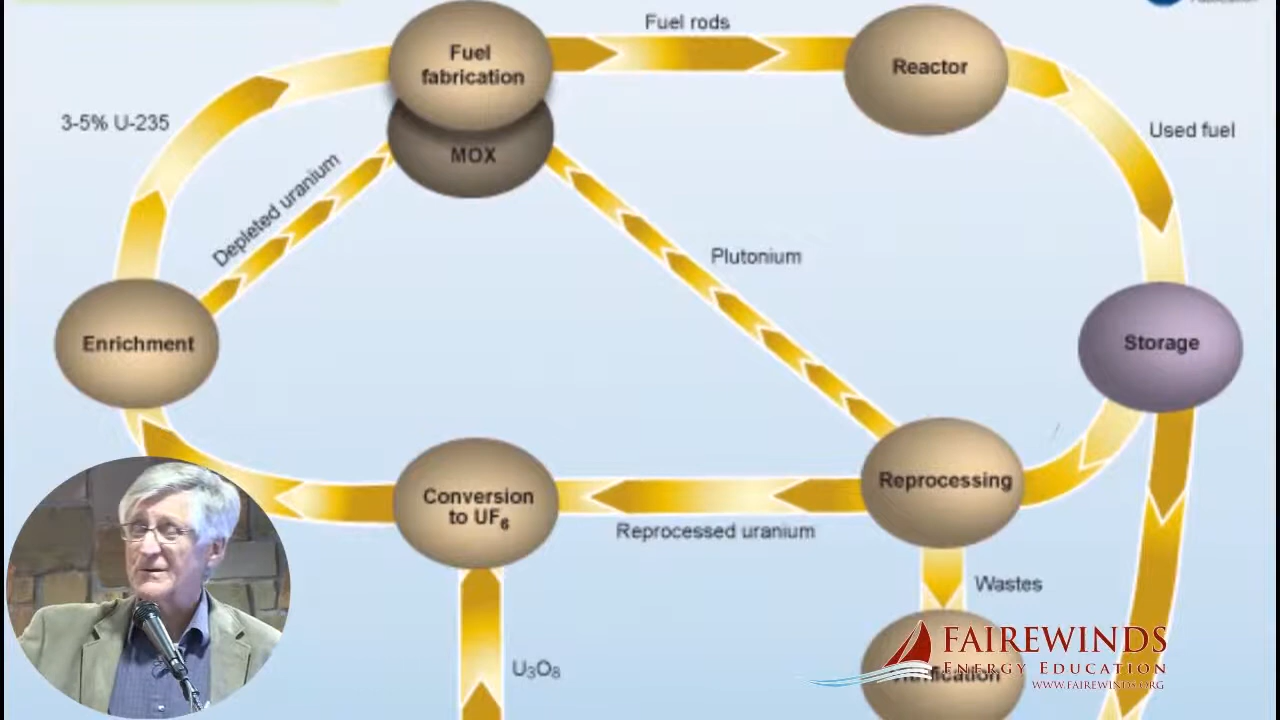 Fuel rods
Fuel
fabrication
Reactor
3-5% U-235
Used fuel
MOX
Depleted uranium
Plutonium
Enrichment
Storage
Reprocessing
Conversion
to UF₆
Reprocessed uranium
Wastes
U₃O₈
FAIREWINDS
ENERGY EDUCATION
WWW.FAIREWINDS.ORG